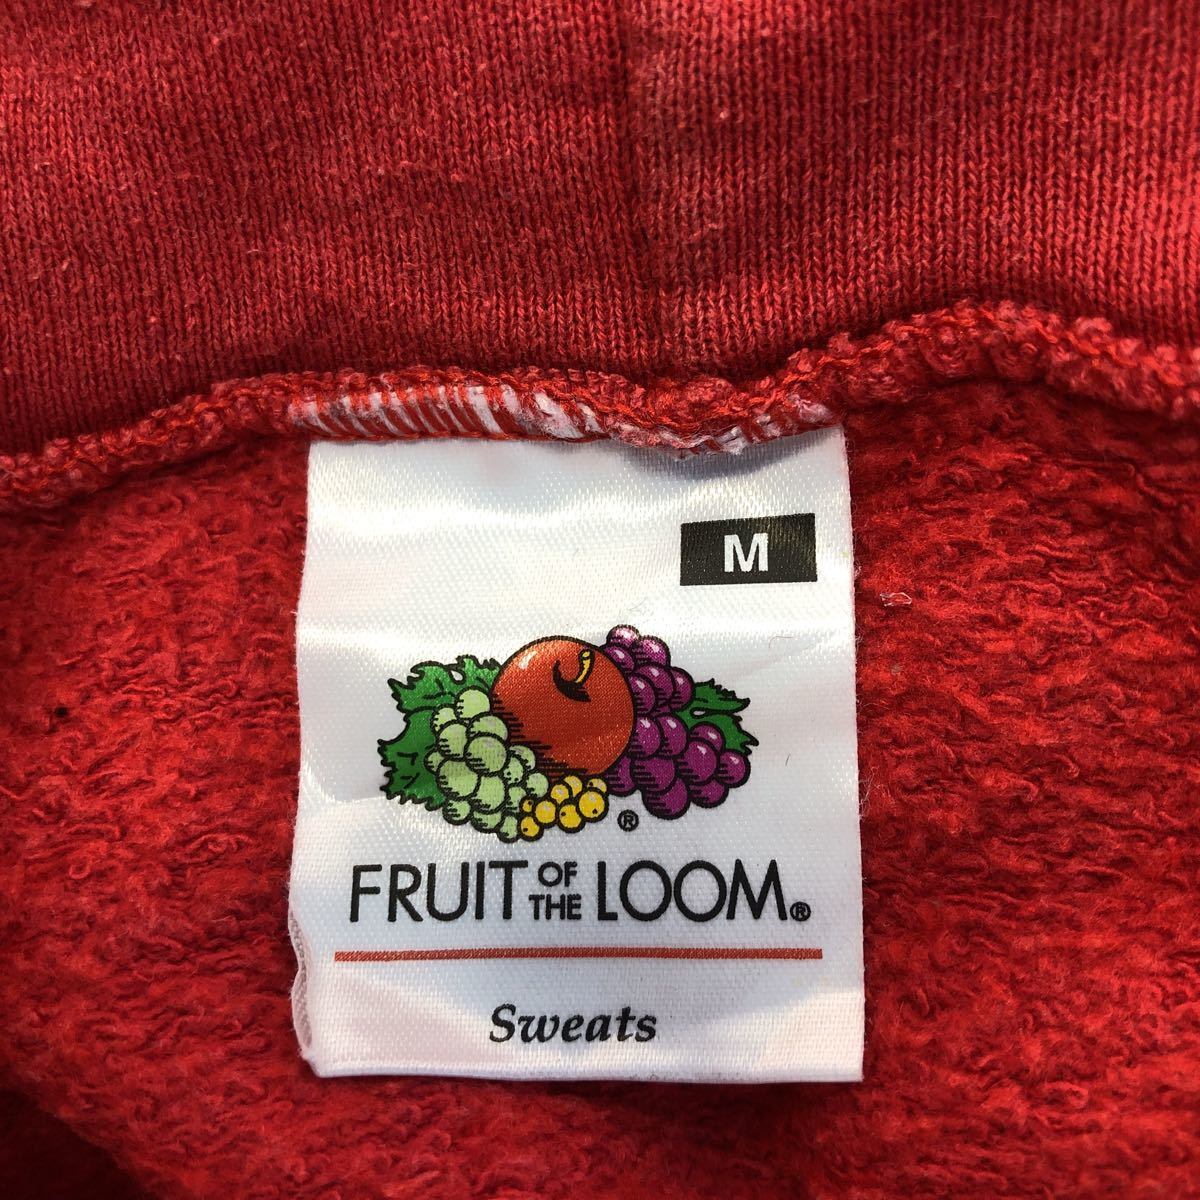 M
®
FRUIT OF THE LOOM®
Sweats